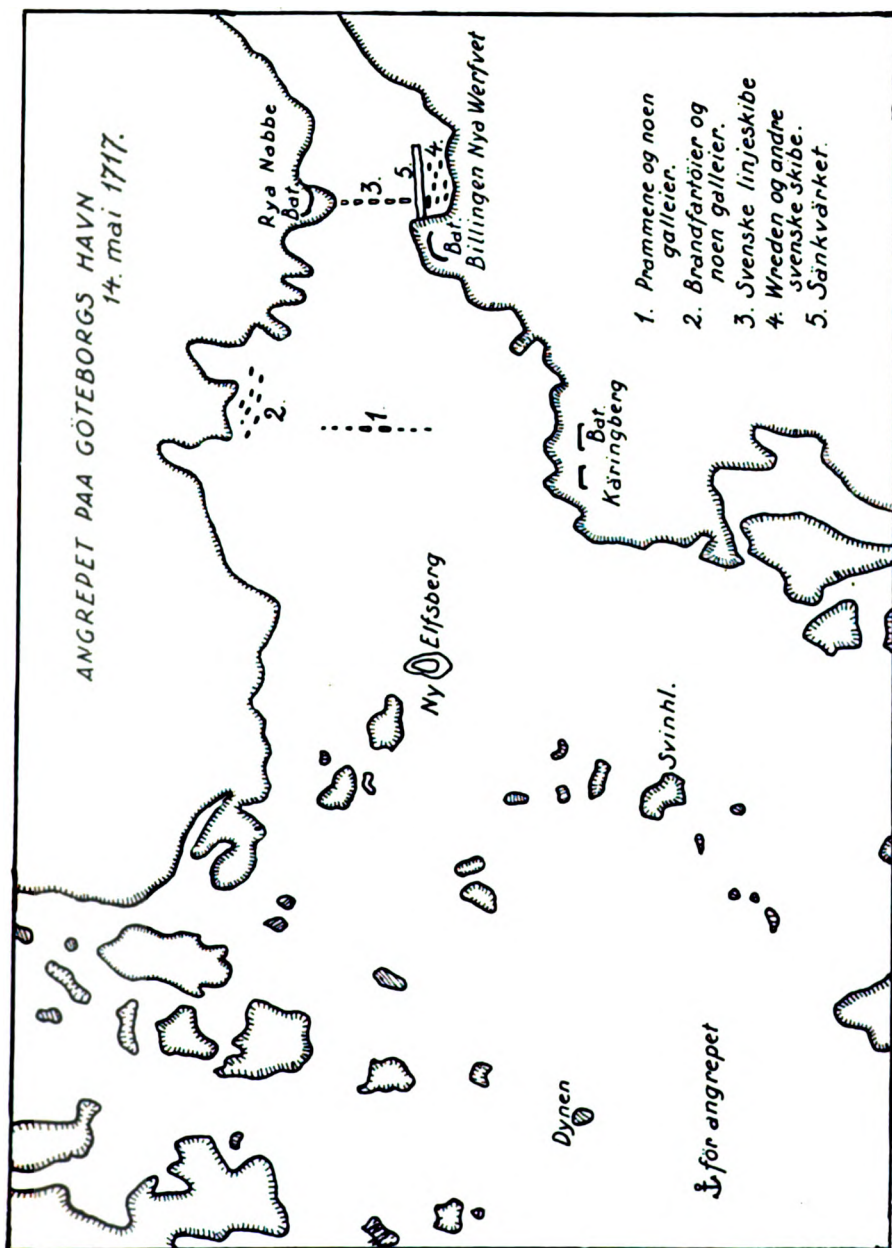 ANGREPET PAA GÖTEBORGS HAVN
14. mai 1717.
Rya Nabbe
Bat.
3.
5.
4.
Bat.
Billingen Nya Werfvet
2.
1.
Bat.
Käringberg
Ny Elfsberg
Svinhl.
Dynen
för angrepet
1. Prammene og noen
galleier.
2. Brandfartöier og
noen galleier.
3. Svenske linjeskibe
4. Wreden og andre
svenske skibe.
5. Sänkvärket.